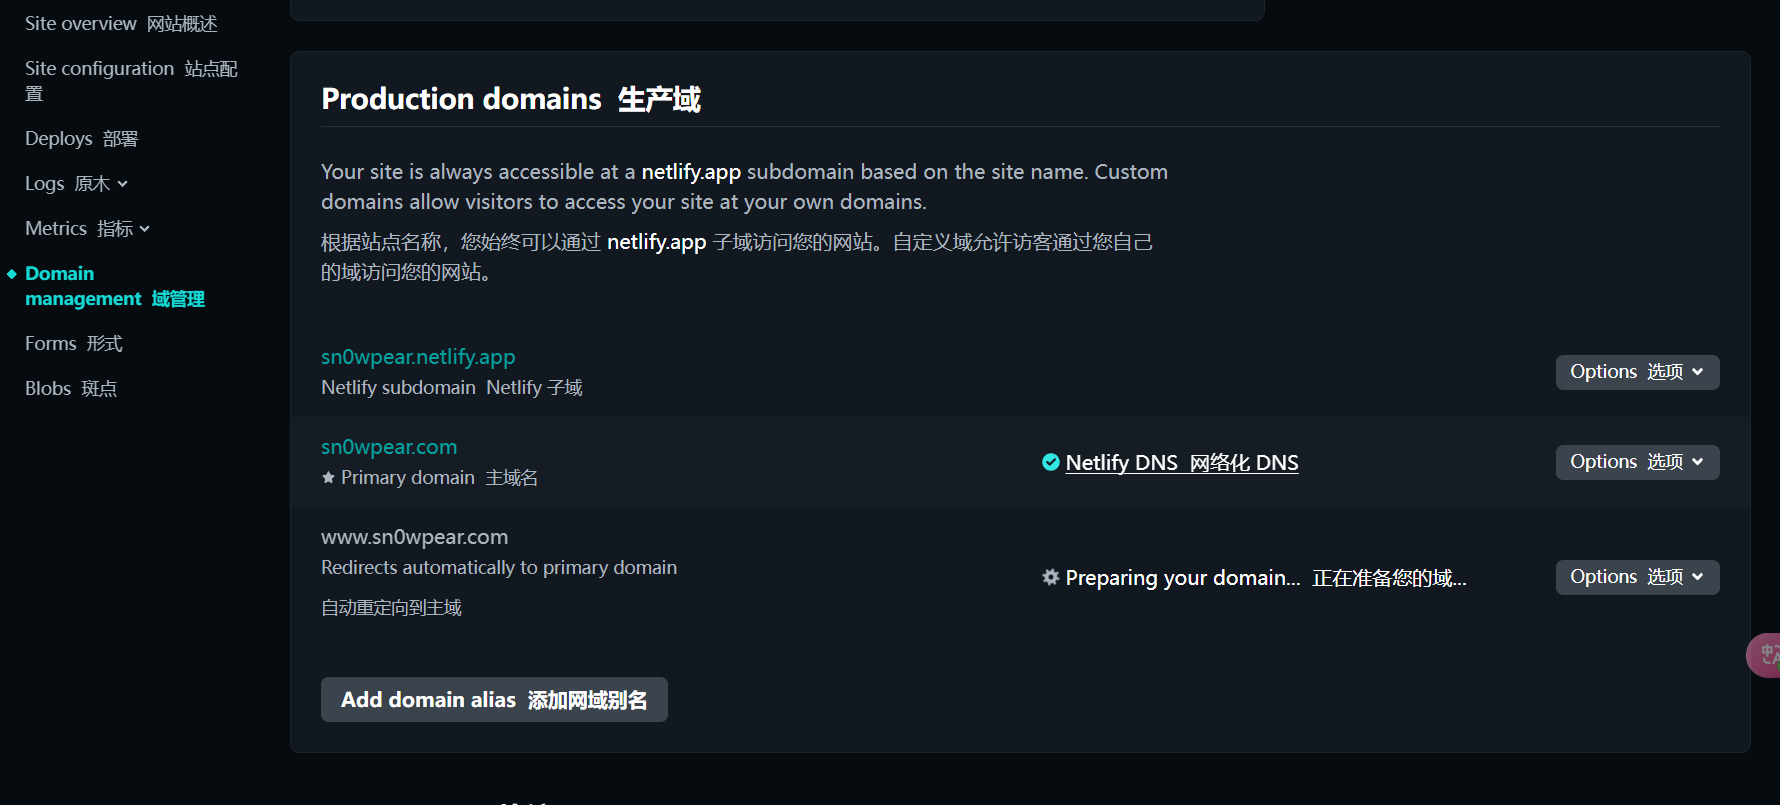 Site overview 网站概述
Site configuration 站点配
置
Deploys 部署
Logs 原木
Metrics 指标
Domain
management 域管理
Forms 形式
Blobs 斑点
Production domains 生产域
Your site is always accessible at a netlify.app subdomain based on the site name. Custom
domains allow visitors to access your site at your own domains.
根据站点名称，您始终可以通过 netlify.app 子域访问您的网站。自定义域允许访客通过您自己
的域访问您的网站。
sn0wpear.netlify.app
Netlify subdomain Netlify 子域
Options 选项
sn0wpear.com
Primary domain 主域名
Netlify DNS 网络化 DNS
Options 选项
www.sn0wpear.com
Redirects automatically to primary domain
自动重定向到主域
Preparing your domain... 正在准备您的域...
Options 选项
Add domain alias 添加网域别名